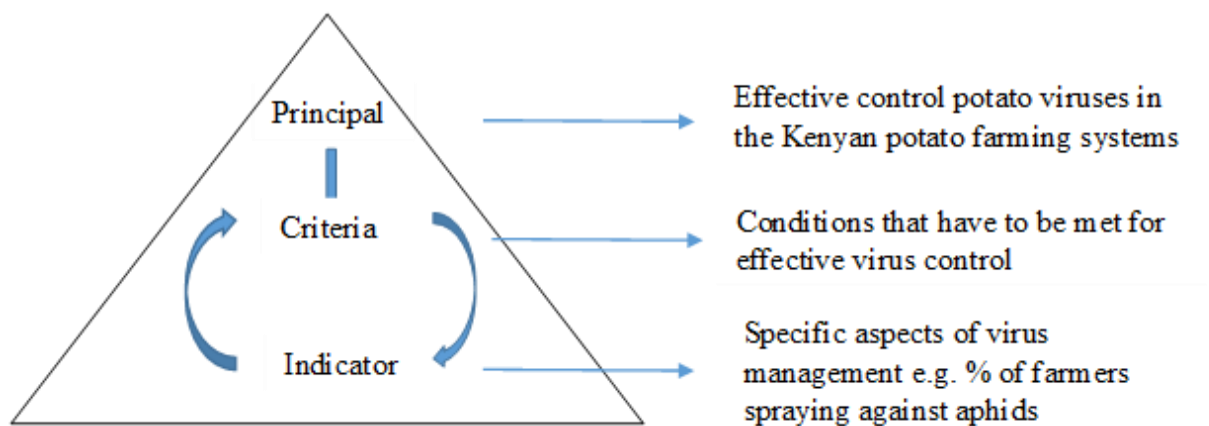 Principal
Effective control potato viruses in
the Kenyan potato farming systems
Criteria
Conditions that have to be met for
effective virus control
Indicator
Specific aspects of virus
management e.g. % of farmers
spraying against aphids